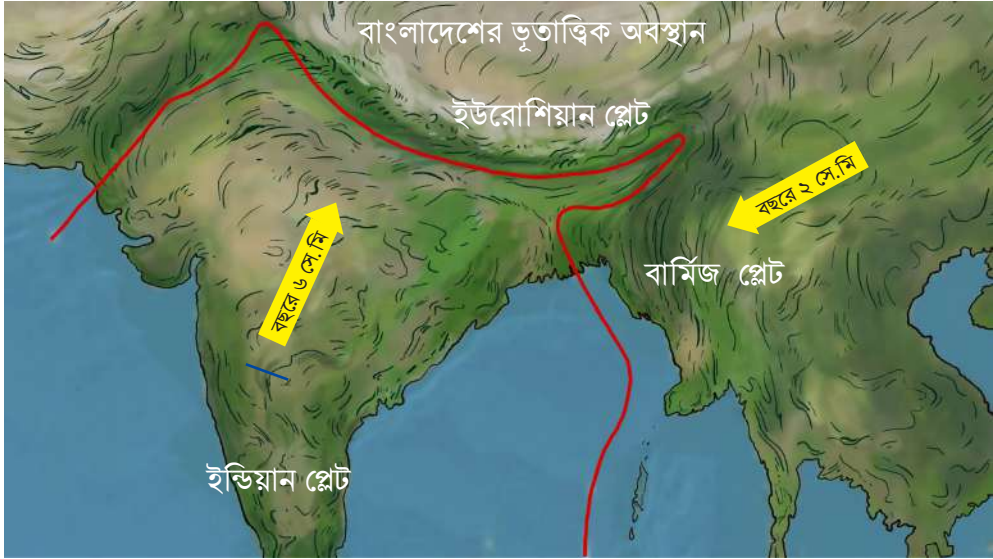 বাংলাদেশের ভূতাত্ত্বিক অবস্থান
ইউরোশিয়ান প্লেট
বছরে ২ সে.মি
বছরে ৬ সে.মি
বার্মিজ প্লেট
ইন্ডিয়ান প্লেট